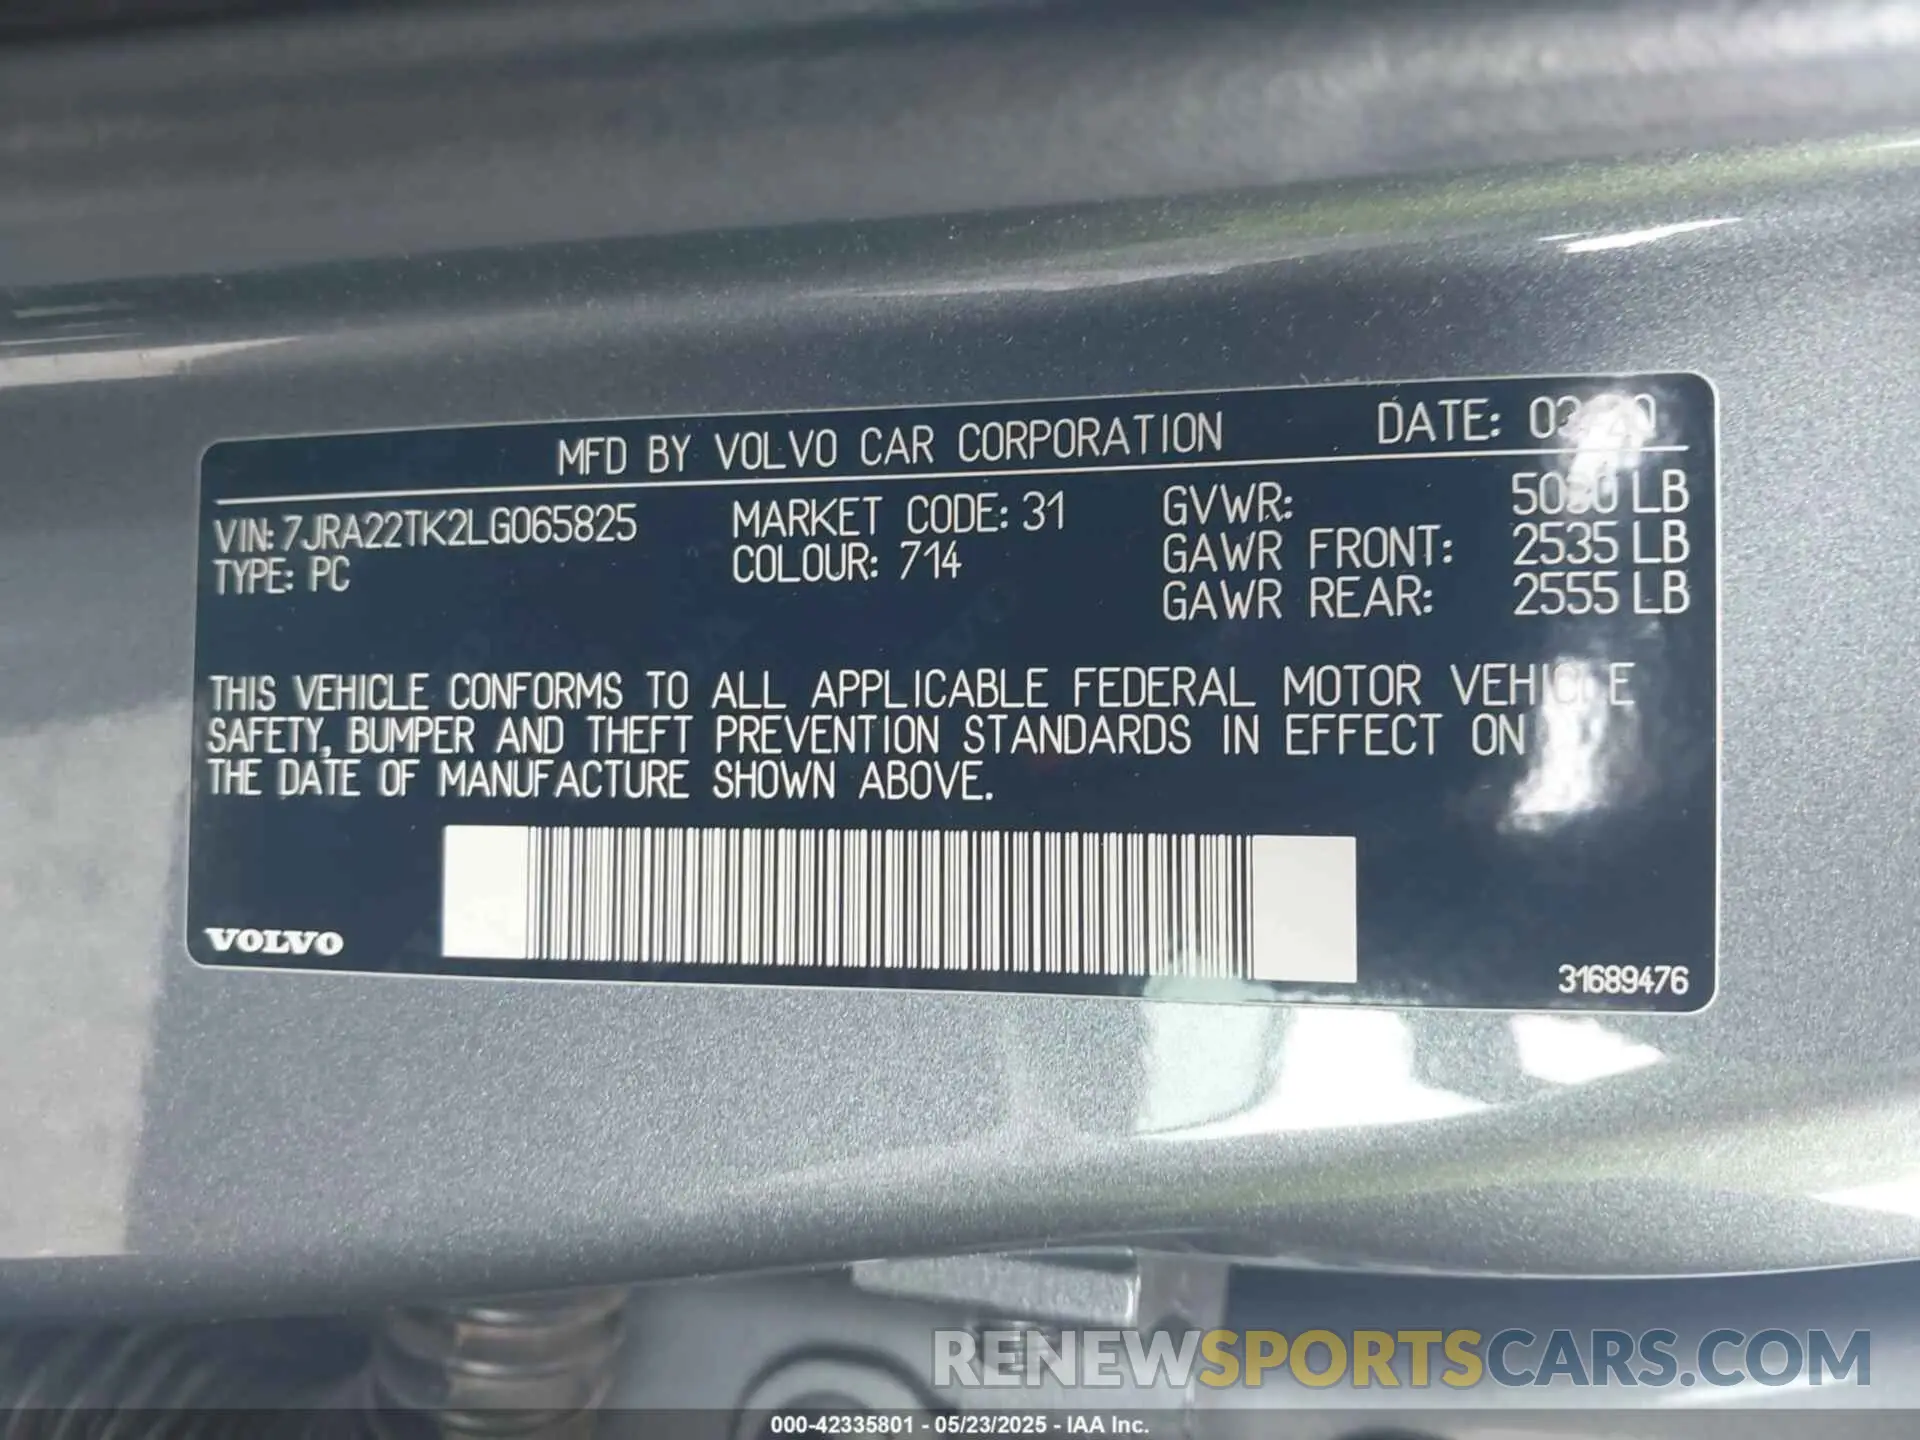 MFD BY VOLVO CAR CORPORATION DATE:
VIN: 7JRA22TK2LG065825 MARKET CODE: 31 GVWR: LB
TYPE: PC COLOUR: 714 GAWR FRONT: 2535 LB
GAWR REAR: 2555 LB
THIS VEHICLE CONFORMS TO ALL APPLICABLE FEDERAL MOTOR VEHICLE
SAFETY, BUMPER AND THEFT PREVENTION STANDARDS IN EFFECT ON
THE DATE OF MANUFACTURE SHOWN ABOVE.
VOLVO
31689476
RENEWSPORTSCARS.COM
000-42335801 - 05/23/2025 - IAA Inc.